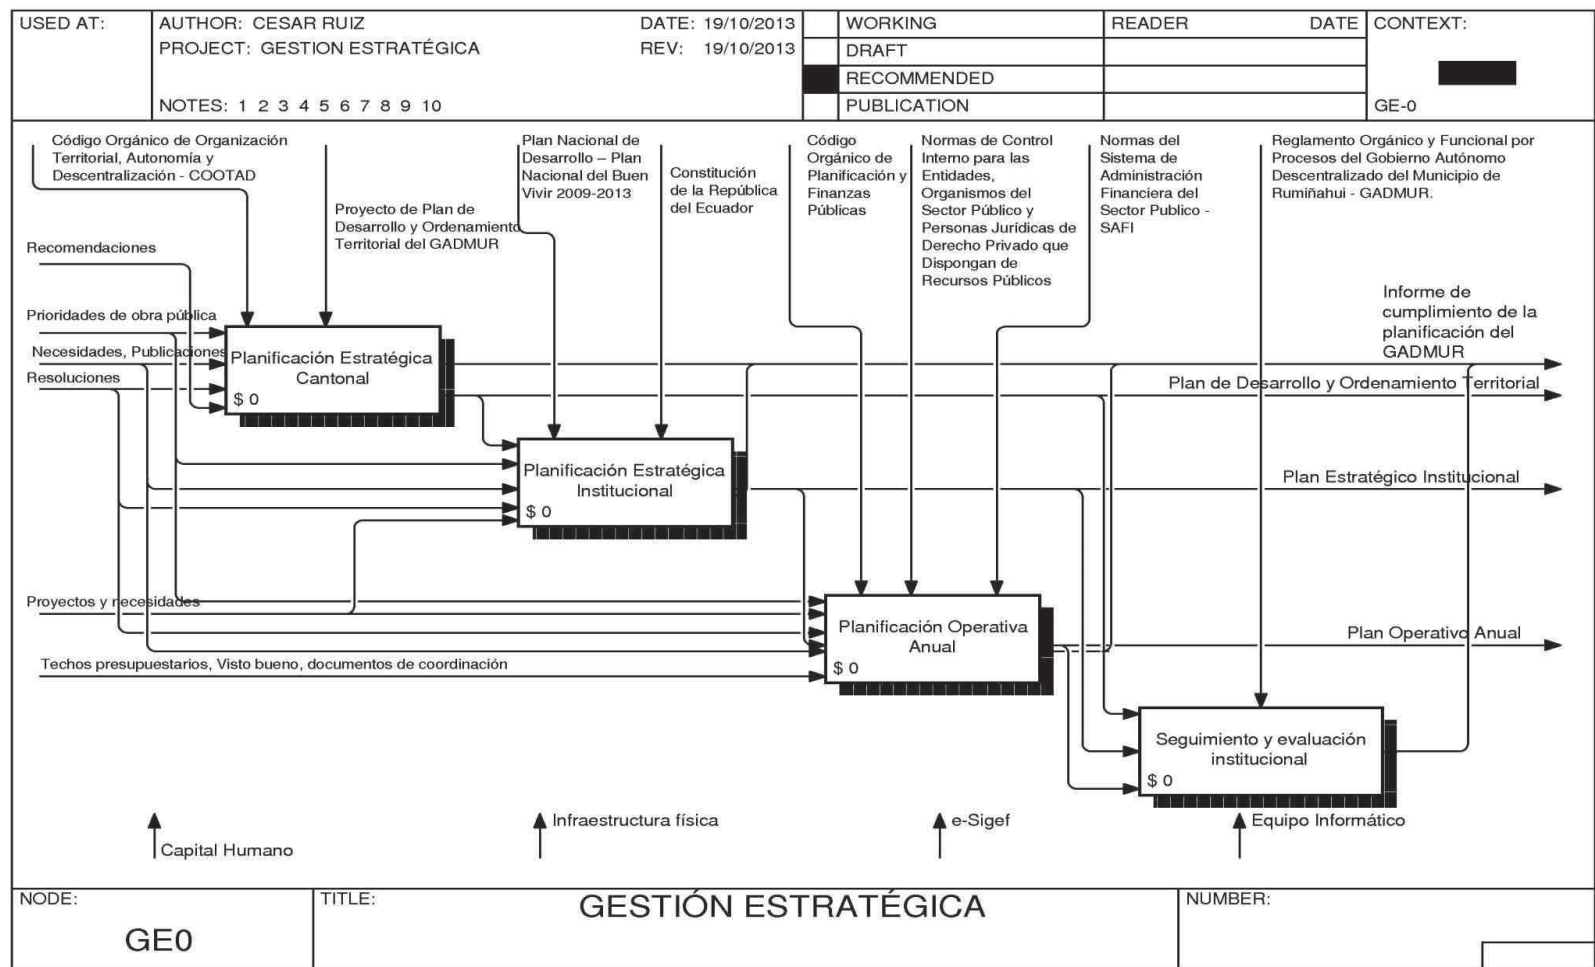 USED AT:
AUTHOR: CESAR RUIZ
DATE: 19/10/2013
WORKING
READER
DATE
CONTEXT:
PROJECT: GESTION ESTRATÉGICA
REV: 19/10/2013
DRAFT
RECOMMENDED
NOTES: 1 2 3 4 5 6 7 8 9 10
PUBLICATION
GE-0
Código Orgánico de Organización
Territorial, Autonomía y
Descentralización - COOTAD
Proyecto de Plan de
Desarrollo y Ordenamiento
Territorial del GADMUR
Plan Nacional de
Desarrollo – Plan
Nacional del Buen
Vivir 2009-2013
Constitución
de la República
del Ecuador
Código
Orgánico de
Planificación y
Finanzas
Públicas
Normas de Control
Interno para las
Entidades,
Organismos del
Sector Público y
Personas Jurídicas de
Derecho Privado que
Dispongan de
Recursos Públicos
Normas del
Sistema de
Administración
Financiera del
Sector Publico -
SAFI
Reglamento Orgánico y Funcional por
Procesos del Gobierno Autónomo
Descentralizado del Municipio de
Rumiñahui - GADMUR.
Recomendaciones
Prioridades de obra pública
Necesidades, Publicaciones
Resoluciones
Planificación Estratégica
Cantonal
$ 0
Informe de
cumplimiento de la
planificación del
GADMUR
Plan de Desarrollo y Ordenamiento Territorial
Planificación Estratégica
Institucional
$ 0
Plan Estratégico Institucional
Proyectos y necesidades
Techos presupuestarios, Visto bueno, documentos de coordinación
Planificación Operativa
Anual
$ 0
Plan Operativo Anual
Seguimiento y evaluación
institucional
$ 0
Capital Humano
Infraestructura física
e-Sigef
Equipo Informático
NODE:
GE0
TITLE:
GESTIÓN ESTRATÉGICA
NUMBER: